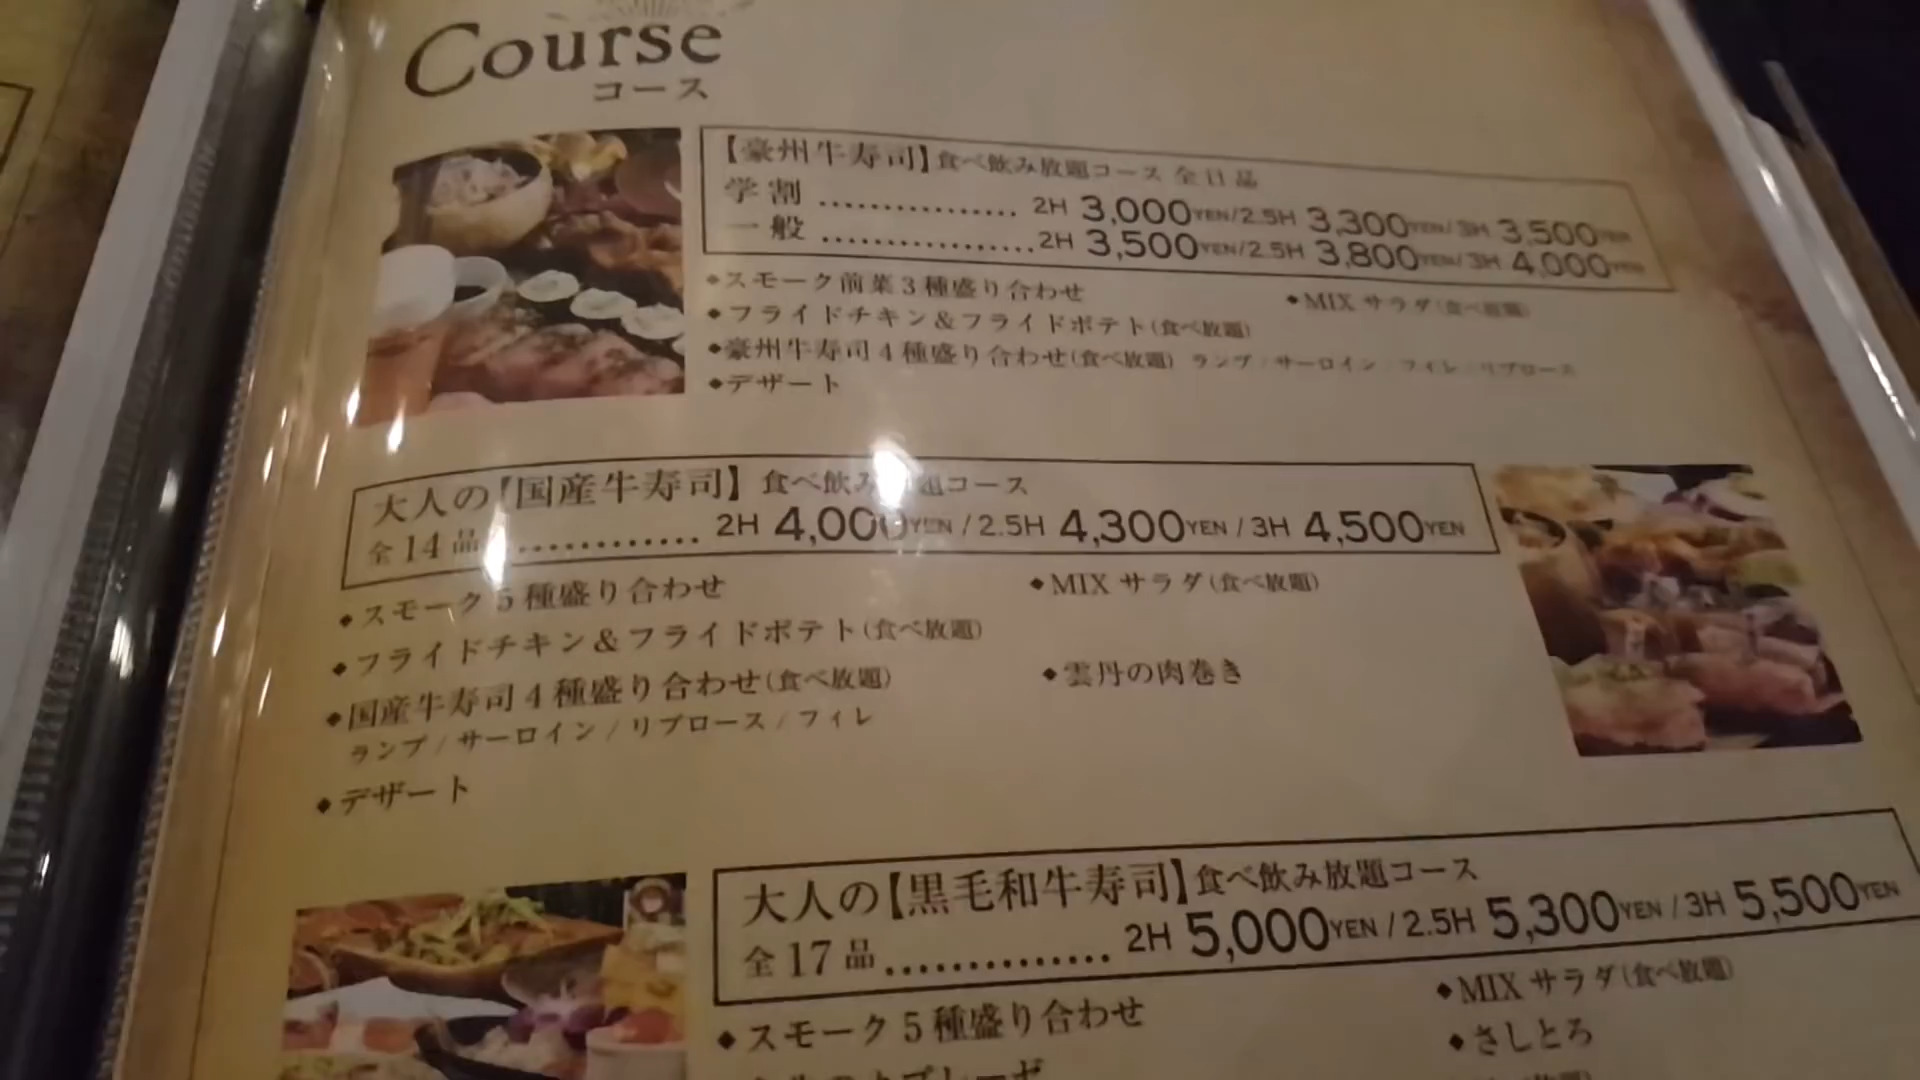 Course
コース
【豪州牛寿司】食べ飲み放題コース 全11品
学割 ................ 2H 3,000YEN/2.5H 3,300YEN/3H 3,500YEN
一般 ................. 2H 3,500YEN/2.5H 3,800YEN/3H 4,000YEN
◆スモーク前菜3種盛り合わせ ◆MIXサラダ(食べ放題)
◆フライドチキン&フライドポテト(食べ放題)
◆豪州牛寿司4種盛り合わせ(食べ放題) ランプ/サーロイン/フィレ/リブロース
◆デザート
大人の【国産牛寿司】食べ飲み 題コース
全14品 ............. 2H 4,000YEN / 2.5H 4,300YEN / 3H 4,500YEN
◆スモーク5種盛り合わせ ◆MIXサラダ(食べ放題)
◆フライドチキン&フライドポテト(食べ放題)
◆国産牛寿司4種盛り合わせ(食べ放題) ◆雲丹の肉巻き
ランプ/サーロイン/リブロース/フィレ
◆デザート
大人の【黒毛和牛寿司】食べ飲み放題コース
全17品 .............. 2H 5,000YEN / 2.5H 5,300YEN / 3H 5,500YEN
◆スモーク5種盛り合わせ ◆MIXサラダ(食べ放題)
◆さしとろ